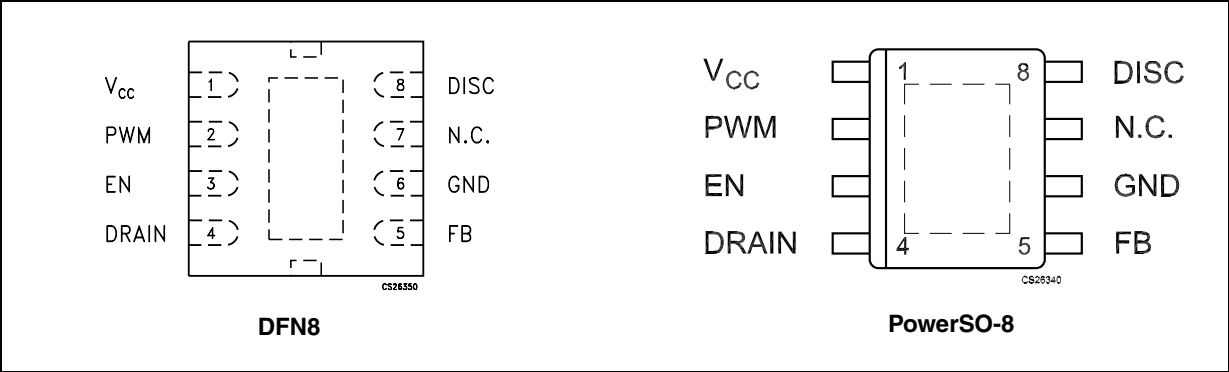 VCC 1 8 DISC
PWM 2 7 N.C.
EN 3 6 GND
DRAIN 4 5 FB
CS26350
DFN8
VCC 1 8 DISC
PWM N.C.
EN GND
DRAIN 4 5 FB
CS26340
PowerSO-8